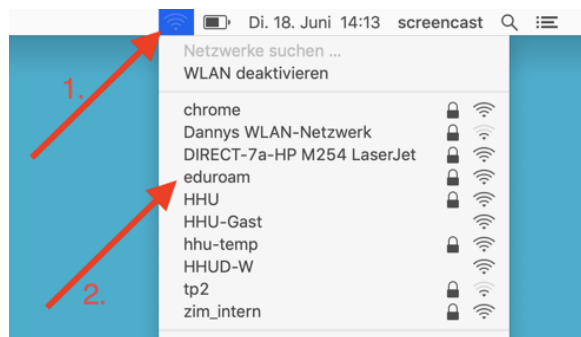 Di. 18. Juni 14:13 screencast
Netzwerke suchen ...
WLAN deaktivieren
1.
chrome
Dannys WLAN-Netzwerk
DIRECT-7a-HP M254 LaserJet
eduroam
HHU
HHU-Gast
hhu-temp
HHUD-W
2.
tp2
zim_intern